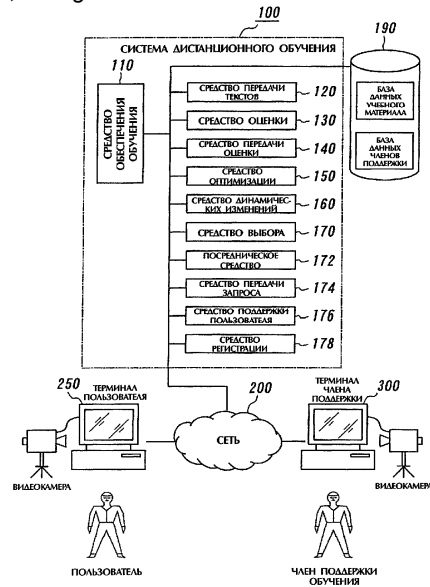 100
190
СИСТЕМА ДИСТАНЦИОННОГО ОБУЧЕНИЯ
110
СРЕДСТВО
ОБЕСПЕЧЕНИЯ
ОБУЧЕНИЯ
СРЕДСТВО ПЕРЕДАЧИ
ТЕКСТОВ
120
СРЕДСТВО ОЦЕНКИ
130
СРЕДСТВО ПЕРЕДАЧИ
ОЦЕНКИ
140
СРЕДСТВО
ОПТИМИЗАЦИИ
150
СРЕДСТВО ДИНАМИЧЕС-
КИХ ИЗМЕНЕНИЙ
160
СРЕДСТВО ВЫБОРА
170
ПОСРЕДНИЧЕСКОЕ
СРЕДСТВО
172
СРЕДСТВО ПЕРЕДАЧИ
ЗАПРОСА
174
СРЕДСТВО ПОДДЕРЖКИ
ПОЛЬЗОВАТЕЛЯ
176
СРЕДСТВО
РЕГИСТРАЦИИ
178
БАЗА
ДАННЫХ
УЧЕБНОГО
МАТЕРИАЛА
БАЗА
ДАННЫХ
ЧЛЕНОВ
ПОДДЕРЖКИ
250
ТЕРМИНАЛ
ПОЛЬЗОВАТЕЛЯ
200
СЕТЬ
300
ТЕРМИНАЛ
ЧЛЕНА
ПОДДЕРЖКИ
ВИДЕОКАМЕРА
ВИДЕОКАМЕРА
ПОЛЬЗОВАТЕЛЬ
ЧЛЕН ПОДДЕРЖКИ
ОБУЧЕНИЯ